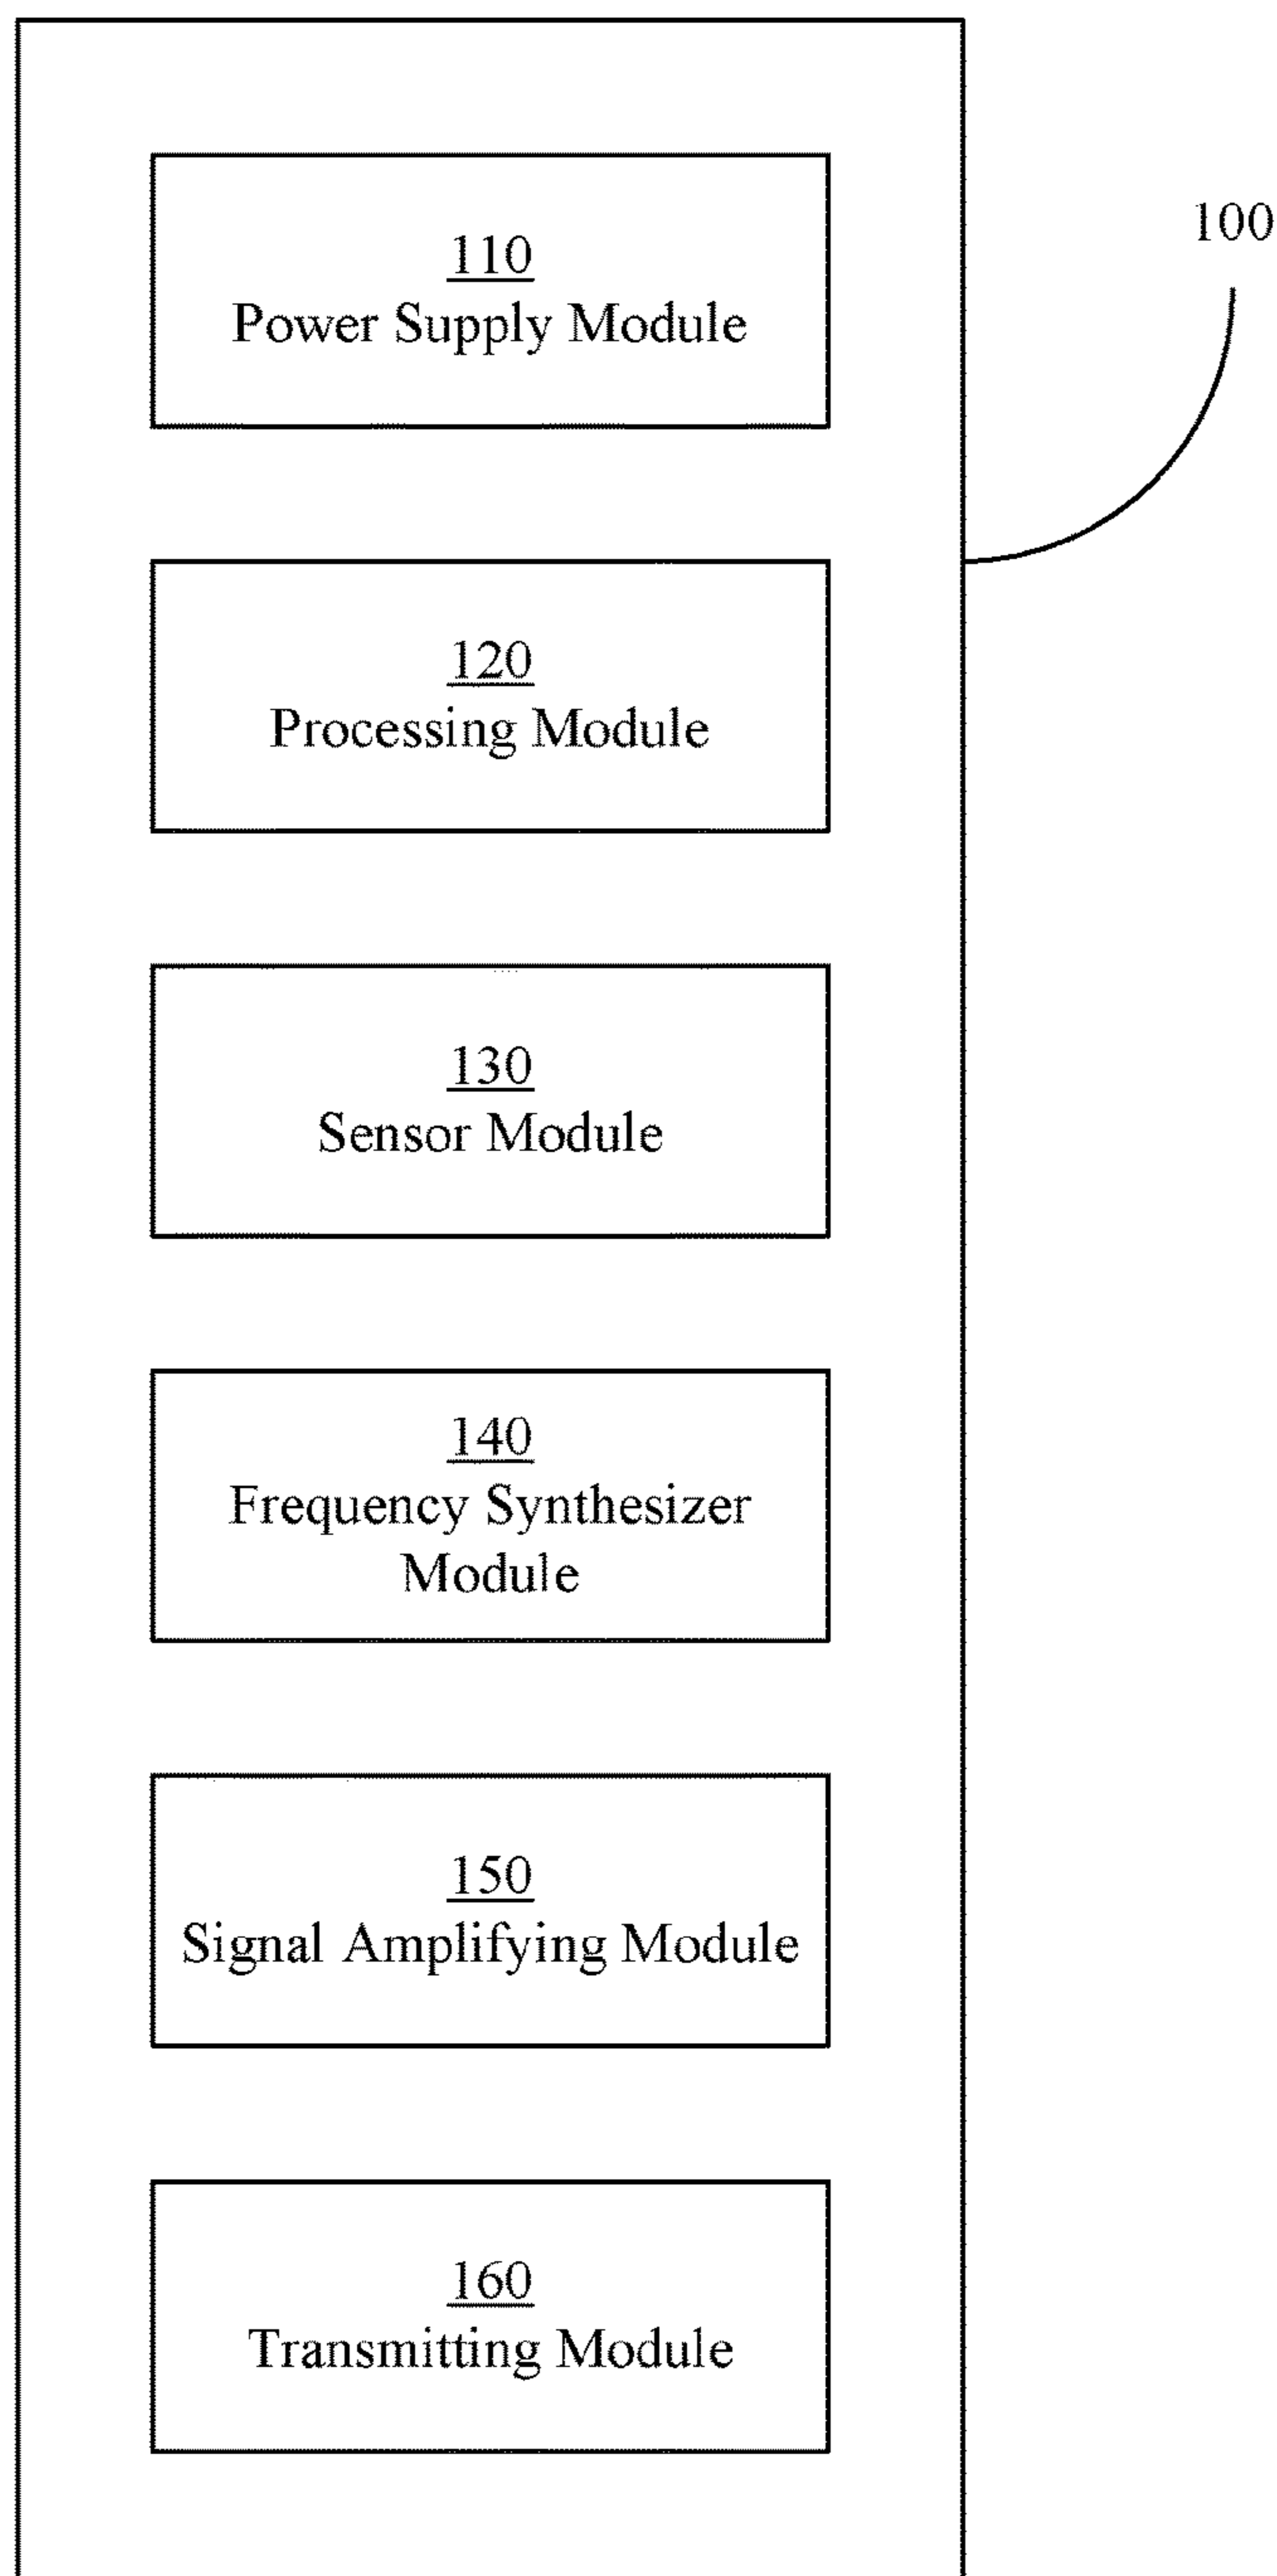 110
Power Supply Module
100
120
Processing Module
130
Sensor Module
140
Frequency Synthesizer
Module
150
Signal Amplifying Module
160
Transmitting Module